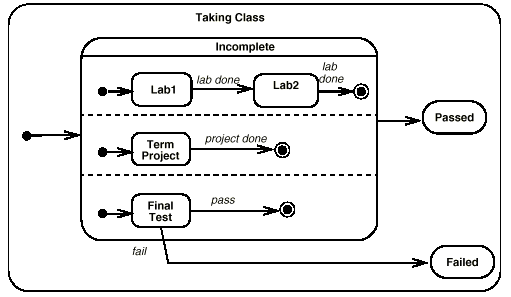 Taking Class
Incomplete
Lab1
lab done
Lab2
lab
done
Passed
Term
Project
project done
Final
Test
pass
fail
Failed